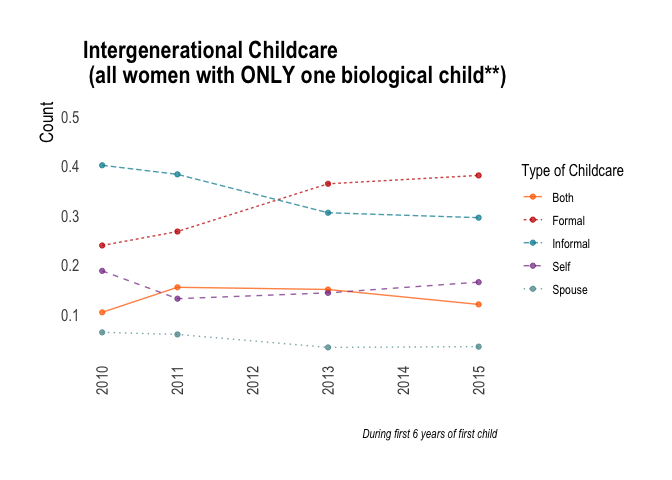 Intergenerational Childcare
(all women with ONLY one biological child**)
Count
0.5
0.4
0.3
0.2
0.1
2010
2011
2012
2013
2014
2015
Type of Childcare
Both
Formal
Informal
Self
Spouse
During first 6 years of first child